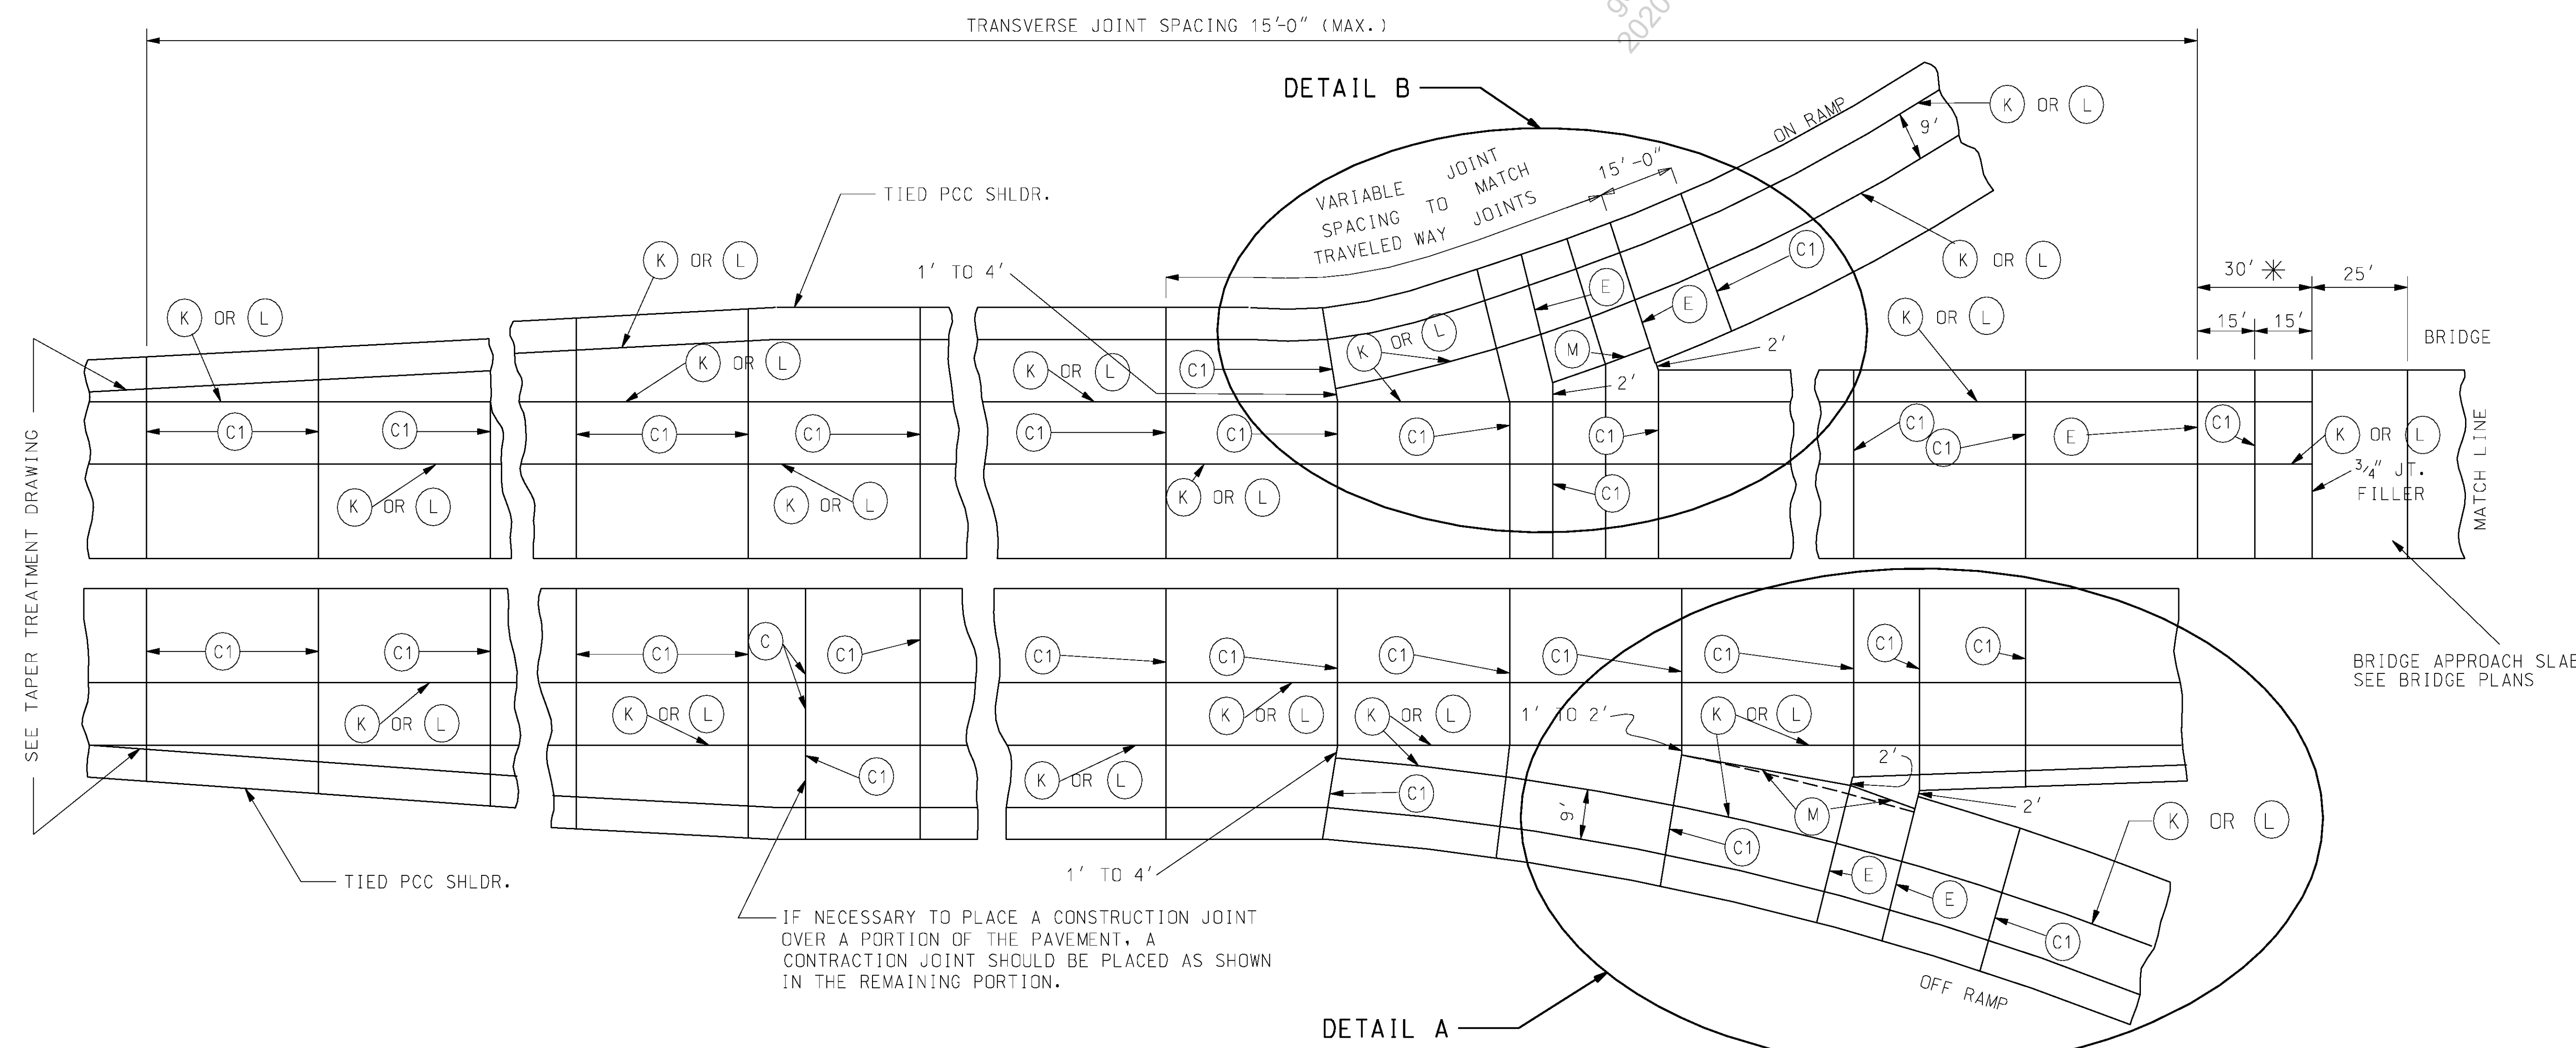 TRANSVERSE JOINT SPACING 15'-0" (MAX.)
2020
DETAIL B
ON RAMP
K OR L
9'
VARIABLE JOINT
SPACING TO MATCH
TRAVELED WAY JOINTS
15'-0"
TIED PCC SHLDR.
K OR L
1' TO 4'
C1
K OR L
E
E
30' *
25'
K OR L
K OR L
15'
15'
BRIDGE
K OR L
K OR L
K OR L
C1
K OR L
M
2'
2'
C1
C1
C1
C1
C1
C1
C1
C1
C1
C1
E
C1
K OR L
3/4" JT.
FILLER
MATCH LINE
K OR L
K OR L
K OR L
C1
SEE TAPER TREATMENT DRAWING
C1
C1
C1
C
C1
C1
C1
C1
C1
C1
C1
C1
BRIDGE APPROACH SLAB
SEE BRIDGE PLANS
K OR L
K OR L
K OR L
K OR L
1' TO 2'
K OR L
2'
K OR L
C1
C1
9'
M
2'
K OR L
C1
E
E
C1
TIED PCC SHLDR.
1' TO 4'
IF NECESSARY TO PLACE A CONSTRUCTION JOINT
OVER A PORTION OF THE PAVEMENT, A
CONTRACTION JOINT SHOULD BE PLACED AS SHOWN
IN THE REMAINING PORTION.
OFF RAMP
DETAIL A